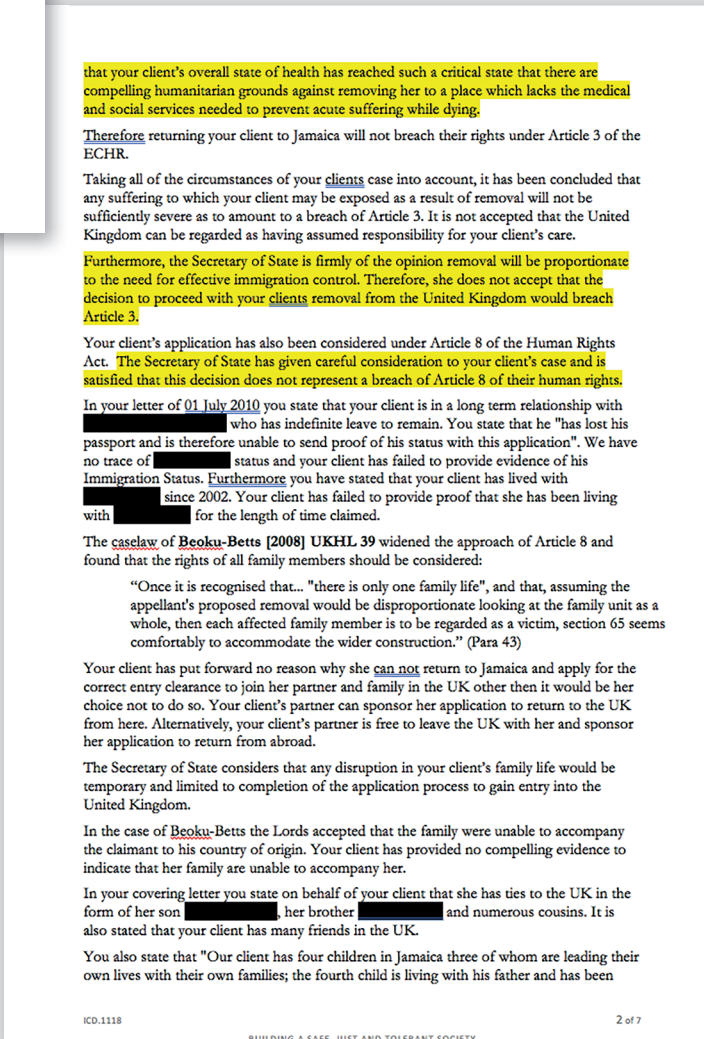 that your client's overall state of health has reached such a critical state that there are
compelling humanitarian grounds against removing her to a place which lacks the medical
and social services needed to prevent acute suffering while dying.
Therefore returning your client to Jamaica will not breach their rights under Article 3 of the
ECHR.
Taking all of the circumstances of your clients case into account, it has been concluded that
any suffering to which your client may be exposed as a result of removal will not be
sufficiently severe as to amount to a breach of Article 3. It is not accepted that the United
Kingdom can be regarded as having assumed responsibility for your client's care.
Furthermore, the Secretary of State is firmly of the opinion removal will be proportionate
to the need for effective immigration control. Therefore, she does not accept that the
decision to proceed with your clients removal from the United Kingdom would breach
Article 3.
Your client's application has also been considered under Article 8 of the Human Rights
Act. The Secretary of State has given careful consideration to your client's case and is
satisfied that this decision does not represent a breach of Article 8 of their human rights.
In your letter of 01 July 2010 you state that your client is in a long term relationship with
who has indefinite leave to remain. You state that he "has lost his
passport and is therefore unable to send proof of his status with this application". We have
no trace of status and your client has failed to provide evidence of his
Immigration Status. Furthermore you have stated that your client has lived with
since 2002. Your client has failed to provide proof that she has been living
with for the length of time claimed.
The caselaw of Beoku-Betts [2008] UKHL 39 widened the approach of Article 8 and
found that the rights of all family members should be considered:
“Once it is recognised that... "there is only one family life", and that, assuming the
appellant's proposed removal would be disproportionate looking at the family unit as a
whole, then each affected family member is to be regarded as a victim, section 65 seems
comfortably to accommodate the wider construction.” (Para 43)
Your client has put forward no reason why she can not return to Jamaica and apply for the
correct entry clearance to join her partner and family in the UK other then it would be her
choice not to do so. Your client's partner can sponsor her application to return to the UK
from here. Alternatively, your client's partner is free to leave the UK with her and sponsor
her application to return from abroad.
The Secretary of State considers that any disruption in your client's family life would be
temporary and limited to completion of the application process to gain entry into the
United Kingdom.
In the case of Beoku-Betts the Lords accepted that the family were unable to accompany
the claimant to his country of origin. Your client has provided no compelling evidence to
indicate that her family are unable to accompany her.
In your covering letter you state on behalf of your client that she has ties to the UK in the
form of her son , her brother and numerous cousins. It is
also stated that your client has many friends in the UK.
You also state that "Our client has four children in Jamaica three of whom are leading their
own lives with their own families; the fourth child is living with his father and has been
ICD.1118 2 of 7
BUILDING A SAFE, JUST AND TOLERANT SOCIETY